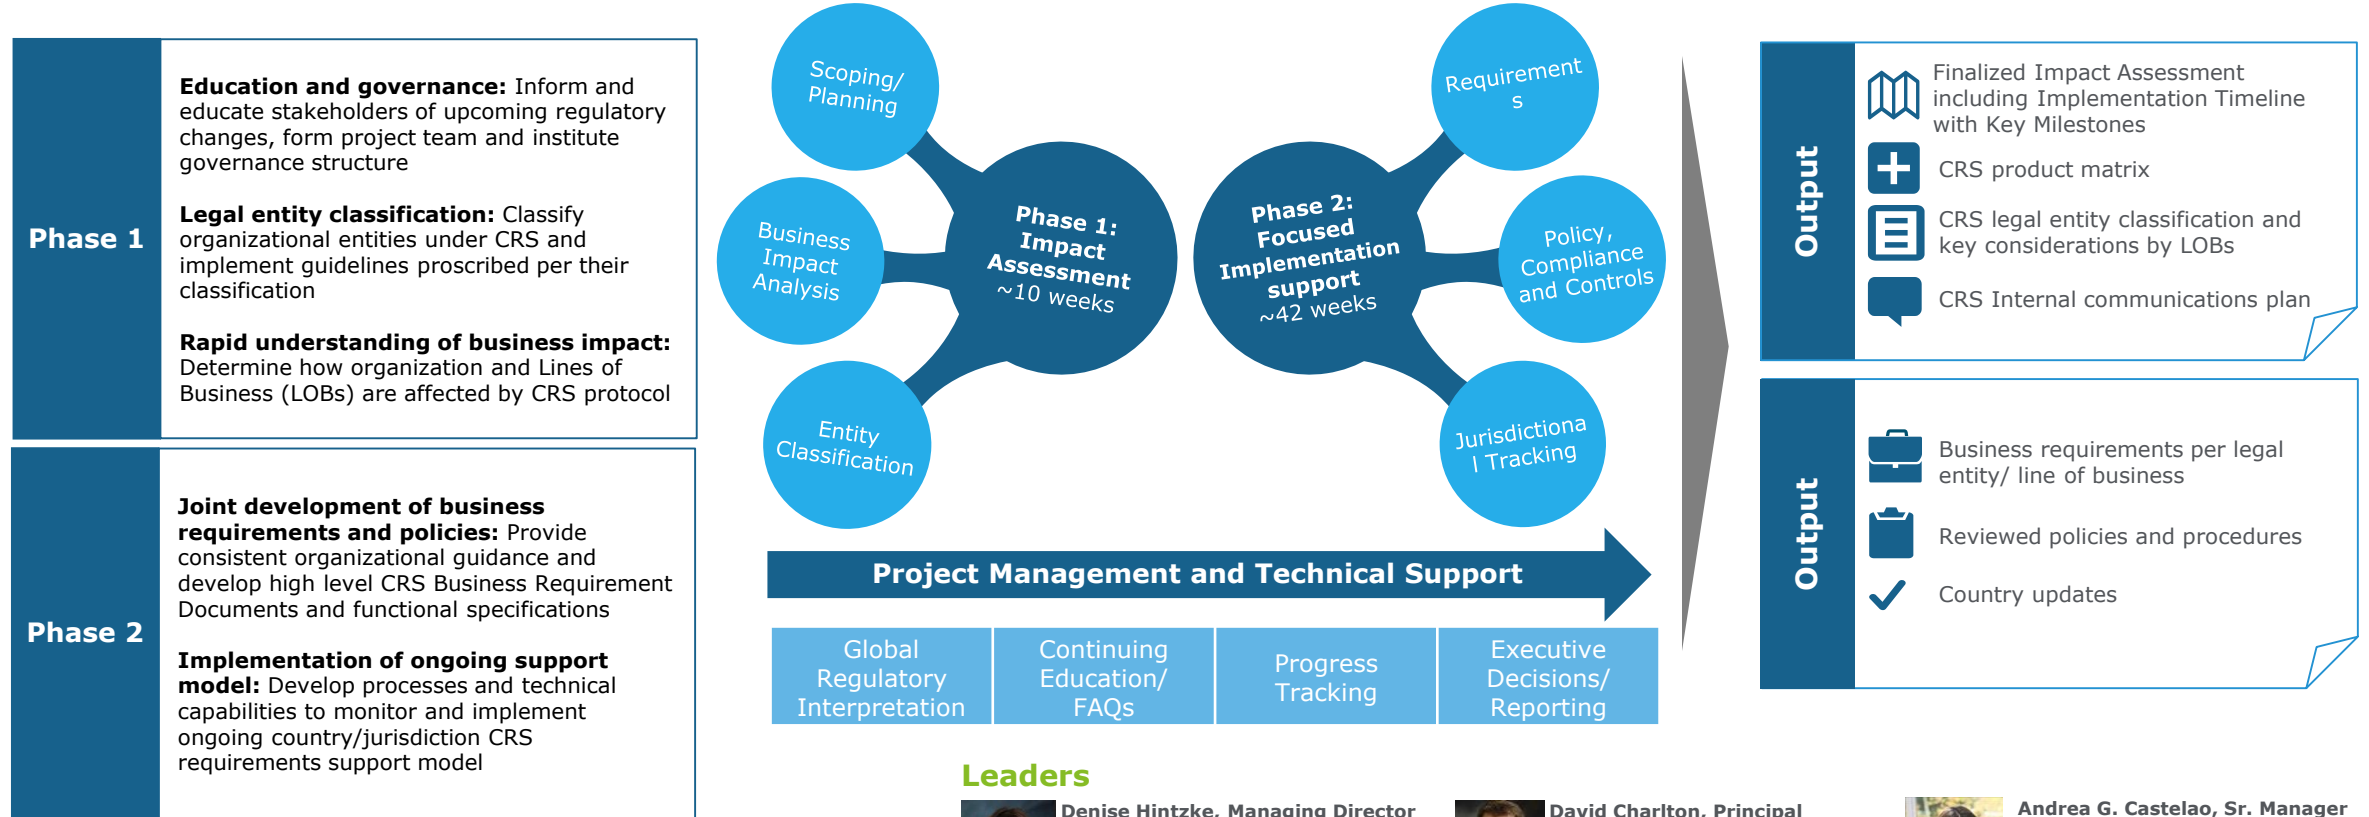 Phase 1
Education and governance: Inform and
educate stakeholders of upcoming regulatory
changes, form project team and institute
governance structure
Legal entity classification: Classify
organizational entities under CRS and
implement guidelines proscribed per their
classification
Rapid understanding of business impact:
Determine how organization and Lines of
Business (LOBs) are affected by CRS protocol
Phase 2
Joint development of business
requirements and policies: Provide
consistent organizational guidance and
develop high level CRS Business Requirement
Documents and functional specifications
Implementation of ongoing support
model: Develop processes and technical
capabilities to monitor and implement
ongoing country/jurisdiction CRS
requirements support model
Scoping/
Planning
Business
Impact
Analysis
Entity
Classification
Phase 1:
Impact
Assessment
~10 weeks
Phase 2:
Focused
Implementation
support
~42 weeks
Requirement
s
Policy,
Compliance
and Controls
Jurisdictiona
l Tracking
Project Management and Technical Support
Global
Regulatory
Interpretation
Continuing
Education/
FAQs
Progress
Tracking
Executive
Decisions/
Reporting
Output
Finalized Impact Assessment
including Implementation Timeline
with Key Milestones
CRS product matrix
CRS legal entity classification and
key considerations by LOBs
CRS Internal communications plan
Output
Business requirements per legal
entity/ line of business
Reviewed policies and procedures
Country updates
Leaders
Denise Hintzke, Managing Director
David Charlton, Principal
Andrea G. Castelao, Sr. Manager